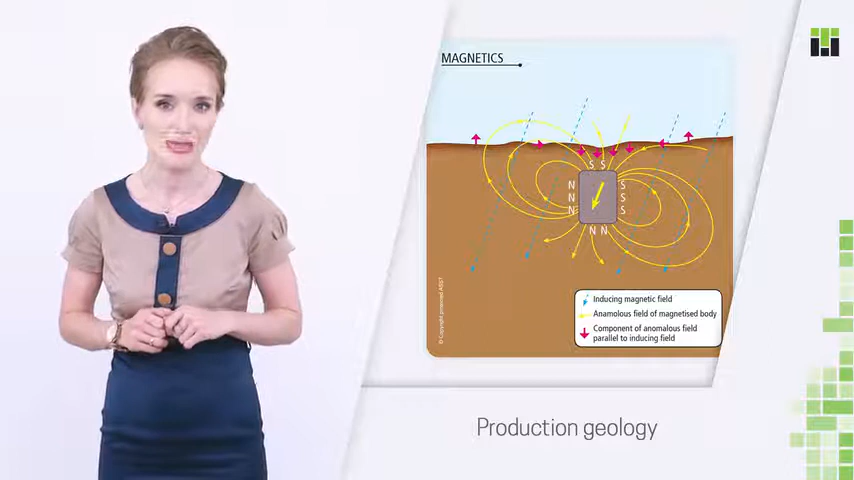 MAGNETICS
S S
N
N
N
S
S
S
N N
Inducing magnetic field
Anamolous field of magnetised body
Component of anomalous field
parallel to inducing field
Production geology